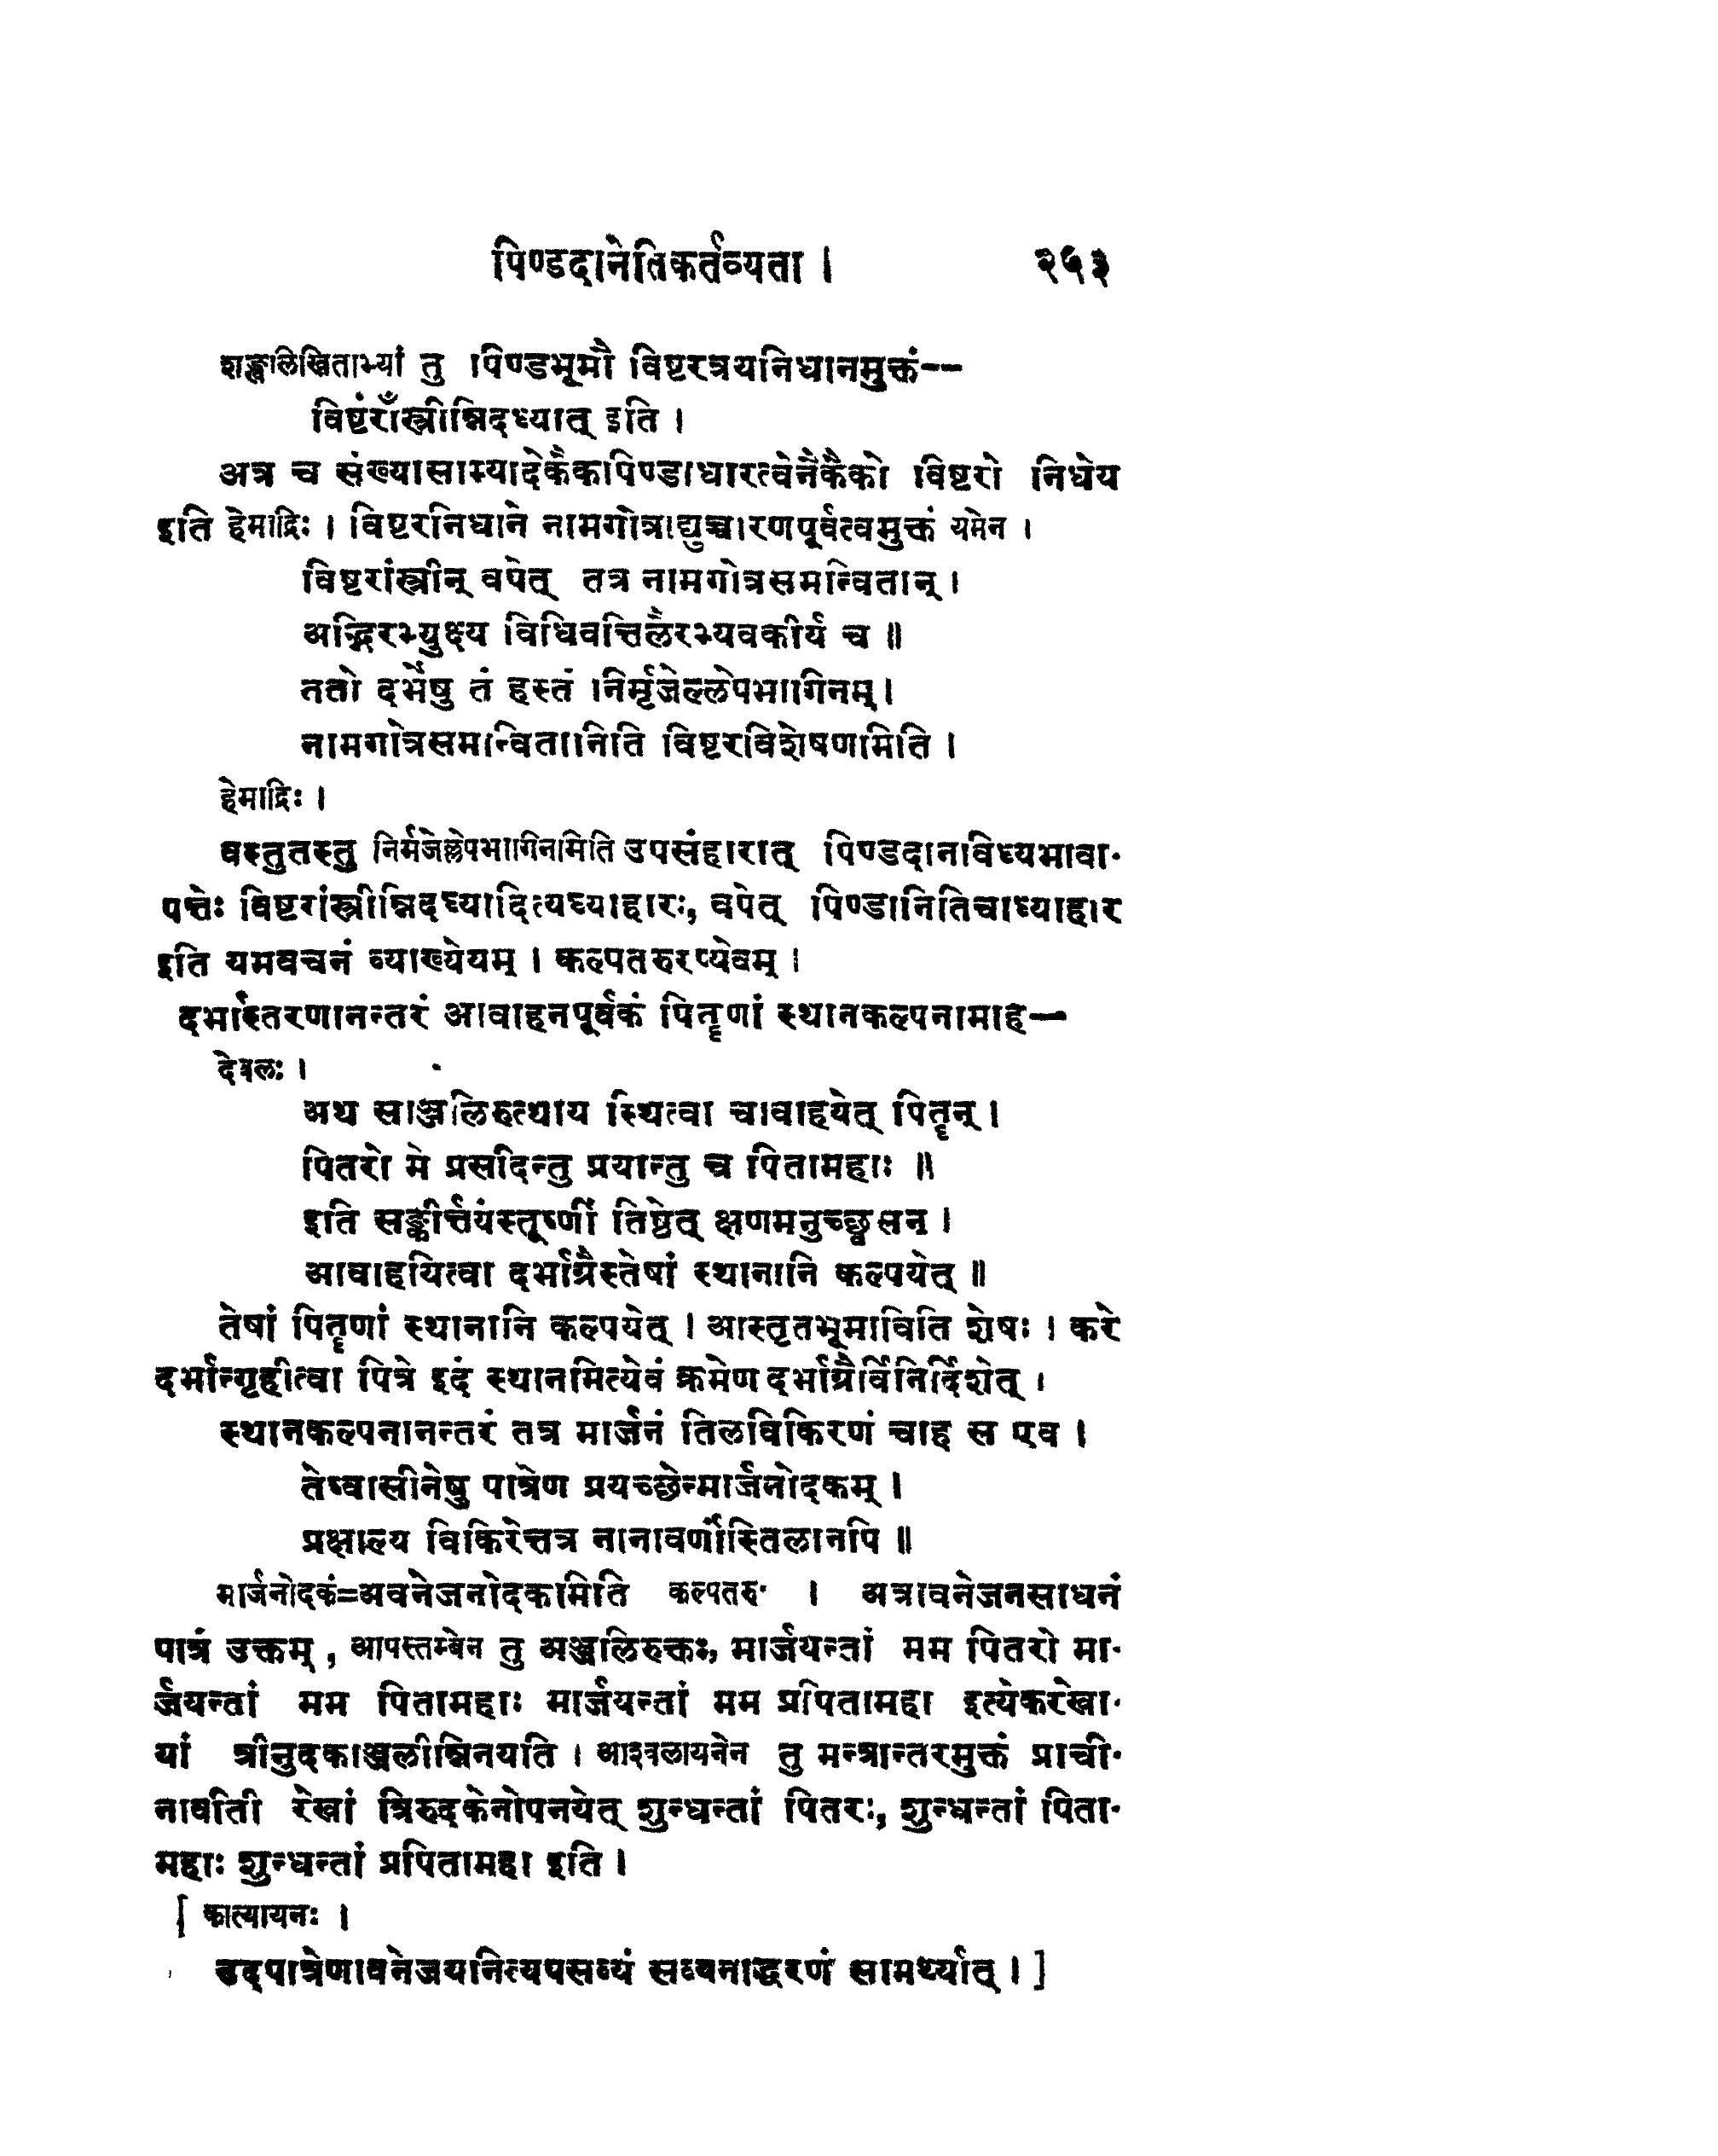 पिण्डदानेतिकर्तव्यता । २५३
शङ्खलिखिताभ्यां तु पिण्डभूमौ विष्टरत्रयनिधानमुक्तं--
विष्टंराँस्त्रीन्निदध्यात् इति ।
अत्र च संख्यासाम्यादेकैकपिण्डाधारत्वेनैकैको विष्टरो निधेय
इति हेमाद्रिः । विष्टरनिधाने नामगोत्राद्युच्चारणपूर्वत्वमुक्तं यमेन ।
विष्टरांस्त्रीन् वपेत् तत्र नामगोत्रसमन्वितान् ।
अद्भिरभ्युक्ष्य विधिवत्तिलैरभ्यवकीर्य च ॥
ततो दर्भेषु तं हस्तं निर्मृजेल्लेपभागिनम् ।
नामगोत्रसमन्वितानिति विष्टरविशेषणमिति ।
हेमाद्रिः ।
वस्तुतस्तु निर्मजेल्लेपभागिनमिति उपसंहारात् पिण्डदानविध्यभावा-
पत्तेः विष्टरांस्त्रीन्निदध्यादित्यध्याहारः, वपेत् पिण्डानितिचाध्याहार
इति यमवचनं व्याख्येयम् । कल्पतरुरप्येवम् ।
दर्भास्तरणानन्तरं आवाहनपूर्वकं पितॄणां स्थानकल्पनामाह—
देवलः ।
अथ साञ्जलिरुत्थाय स्थित्वा चावाहयेत् पितॄन् ।
पितरो मे प्रसीदन्तु प्रयान्तु च पितामहाः ॥
इति सङ्कीर्त्तयंस्तूष्णीं तिष्ठेत् क्षणमनुच्छ्वसन् ।
आवाहयित्वा दर्भाग्रैस्तेषां स्थानानि कल्पयेत् ॥
तेषां पितॄणां स्थानानि कल्पयेत् । आस्तृतभूमाविति शेषः । करे
दर्भान्गृहीत्वा पित्रे इदं स्थानमित्येवं क्रमेण दर्भाग्रैर्विनिर्दिशेत् ।
स्थानकल्पनानन्तरं तत्र मार्जनं तिलविकिरणं चाह स एव ।
तेष्वासीनेषु पात्रेण प्रयच्छेन्मार्जनोदकम् ।
प्रक्षाल्य विकिरेत्तत्र नानावर्णांस्तिलानपि ॥
मार्जनोदकं=अवनेजनोदकमिति कल्पतरुः । अत्रावनेजनसाधनं
पात्रं उक्तम् , आपस्तम्बेन तु अञ्जलिरुक्तः, मार्जयन्तां मम पितरो मा-
र्जयन्तां मम पितामहाः मार्जयन्तां मम प्रपितामहा इत्येकरेखा-
यां त्रीनुदकाञ्जलीन्निनयति । आश्वलायनेन तु मन्त्रान्तरमुक्तं प्राची-
नावीती रेखां त्रिरुदकेनोपनयेत् शुन्धन्तां पितरः, शुन्धन्तां पिता-
महाः शुन्धन्तां प्रपितामहा इति ।
[ कात्यायनः ।
उदपात्रेणावनेजयनित्यपसव्यं सव्येनोद्धरणं सामर्थ्यात् । ]